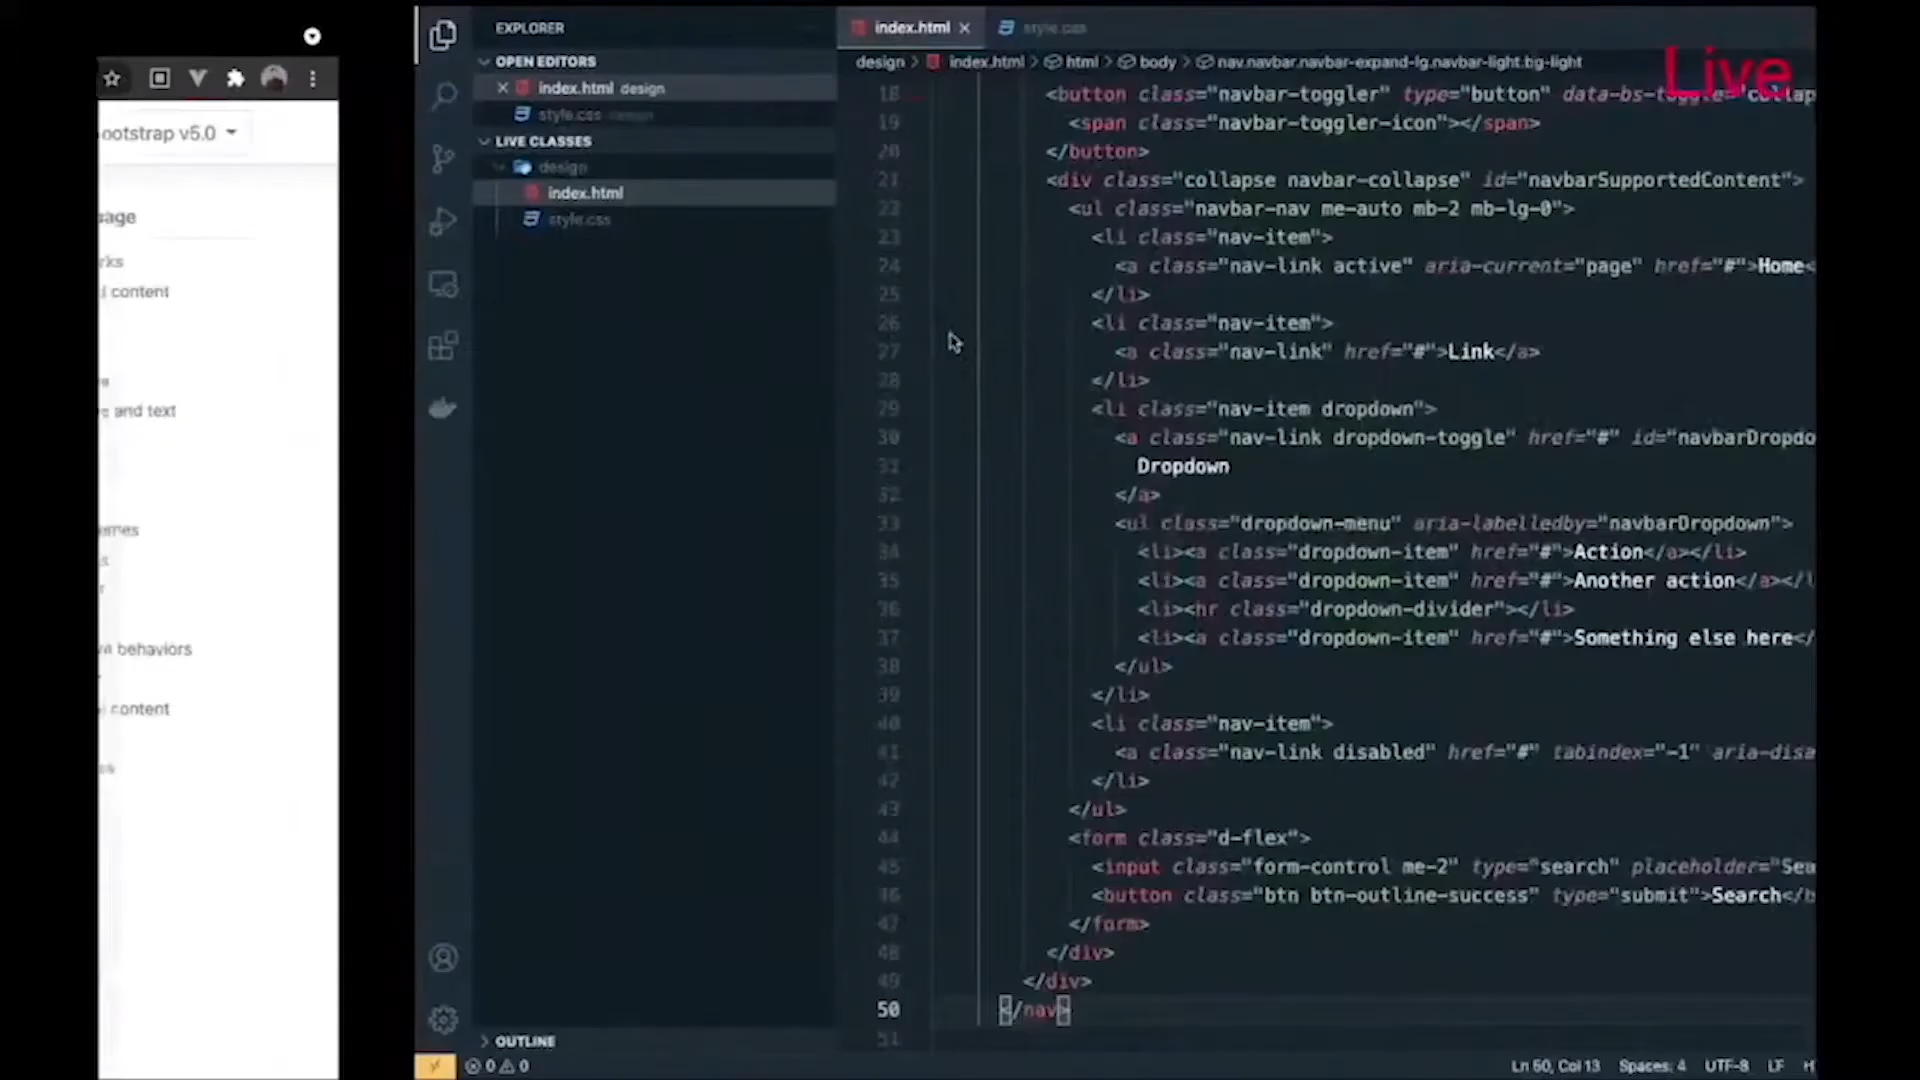 v5.0
content
and text
behaviors
content
EXPLORER
OPEN EDITORS
index.html design
style.css design
LIVE CLASSES
design
index.html
style.css
OUTLINE
index.html
style.css
design > index.html > html > body > nav.navbar.navbar-expand-lg.navbar-light.bg-light
Live
18 <button class="navbar-toggler" type="button"
19 <span class="navbar-toggler-icon"></span>
20 </button>
21 <div class="collapse navbar-collapse" id="navbarSupportedContent">
22 <ul class="navbar-nav me-auto mb-2 mb-lg-0">
23 <li class="nav-item">
24 <a class="nav-link active" aria-current="page" href="#">Home<
25 </li>
26 <li class="nav-item">
27 <a class="nav-link" href="#">Link</a>
28 </li>
29 <li class="nav-item dropdown">
30 <a class="nav-link dropdown-toggle" href="#" id="navbarDropdo
31 Dropdown
32 </a>
33 <ul class="dropdown-menu" aria-labelledby="navbarDropdown">
34 <li><a class="dropdown-item" href="#">Action</a></li>
35 <li><a class="dropdown-item" href="#">Another action</a></l
36 <li><hr class="dropdown-divider"></li>
37 <li><a class="dropdown-item" href="#">Something else here</
38 </ul>
39 </li>
40 <li class="nav-item">
41 <a class="nav-link disabled" href="#" tabindex="-1" aria-disa
42 </li>
43 </ul>
44 <form class="d-flex">
45 <input class="form-control me-2" type="search" placeholder="Sea
46 <button class="btn btn-outline-success" type="submit">Search</b
47 </form>
48 </div>
49 </div>
50 </nav>
51
0 0
Ln 50, Col 13 Spaces: 4 UTF-8 LF H